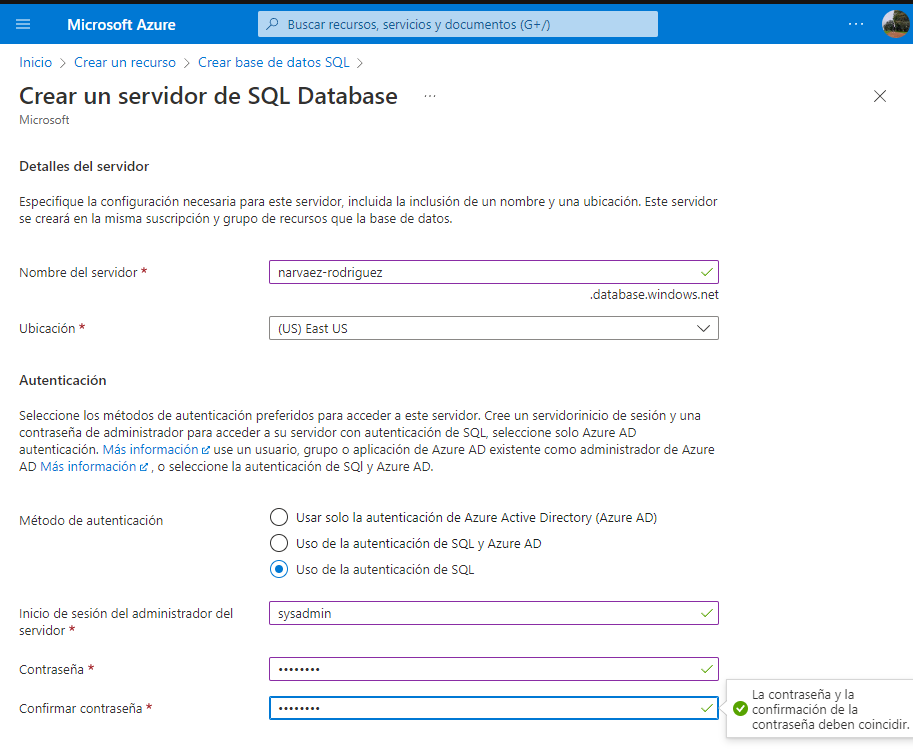 Microsoft Azure
Buscar recursos, servicios y documentos (G+/)
Inicio > Crear un recurso > Crear base de datos SQL >
Crear un servidor de SQL Database
Microsoft
Detalles del servidor
Especifique la configuración necesaria para este servidor, incluida la inclusión de un nombre y una ubicación. Este servidor
se creará en la misma suscripción y grupo de recursos que la base de datos.
Nombre del servidor *
narvaez-rodriguez
.database.windows.net
Ubicación *
(US) East US
Autenticación
Seleccione los métodos de autenticación preferidos para acceder a este servidor. Cree un servidorinicio de sesión y una
contraseña de administrador para acceder a su servidor con autenticación de SQL, seleccione solo Azure AD
autenticación. Más información use un usuario, grupo o aplicación de Azure AD existente como administrador de Azure
AD Más información , o seleccione la autenticación de SQl y Azure AD.
Método de autenticación
Usar solo la autenticación de Azure Active Directory (Azure AD)
Uso de la autenticación de SQL y Azure AD
Uso de la autenticación de SQL
Inicio de sesión del administrador del
servidor *
sysadmin
Contraseña *
••••••••
Confirmar contraseña *
••••••••
La contraseña y la
confirmación de la
contraseña deben coincidir.